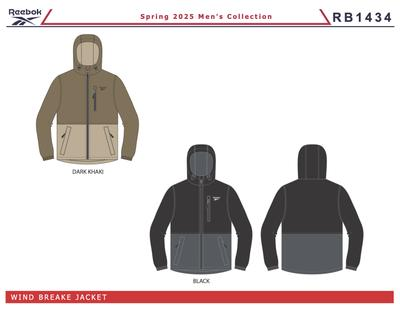 Reebok
Spring 2025 Men's Collection
RB1434
DARK KHAKI
BLACK
WIND BREAKE JACKET